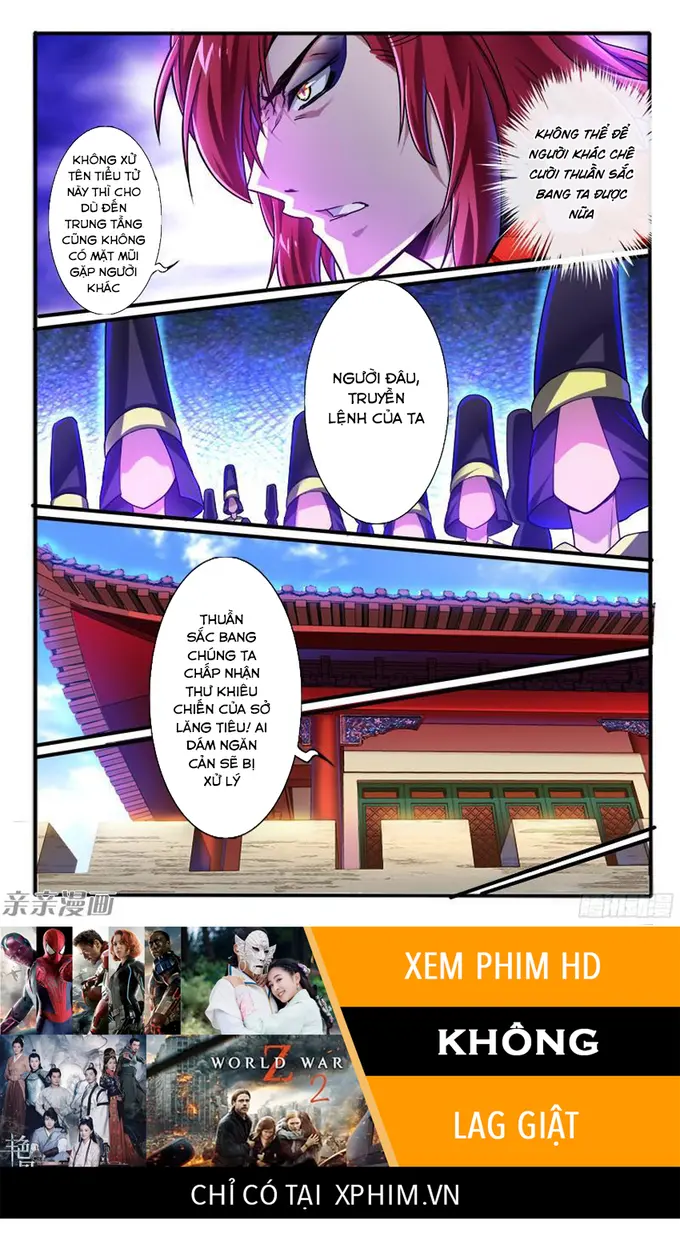 KHÔNG THỂ ĐỂ
NGƯỜI KHÁC CHÊ
CƯỜI THUẦN SẮC
BANG TA ĐƯỢC
NỮA
KHÔNG XỬ
TÊN TIỂU TỬ
NÀY THÌ CHO
DÙ ĐẾN
TRUNG TẦNG
CŨNG KHÔNG
CÓ MẶT MŨI
GẶP NGƯỜI
KHÁC
NGƯỜI ĐÂU,
TRUYỀN
LỆNH CỦA TA
THUẦN
SẮC BANG
CHÚNG TA
CHẤP NHẬN
THƯ KHIÊU
CHIẾN CỦA SỞ
LĂNG TIÊU! AI
DÁM NGĂN
CẢN SẼ BỊ
XỬ LÝ
亲亲漫画
XEM PHIM HD
KHÔNG
LAG GIẬT
WORLD WAR
Z
2
CHỈ CÓ TẠI XPHIM.VN